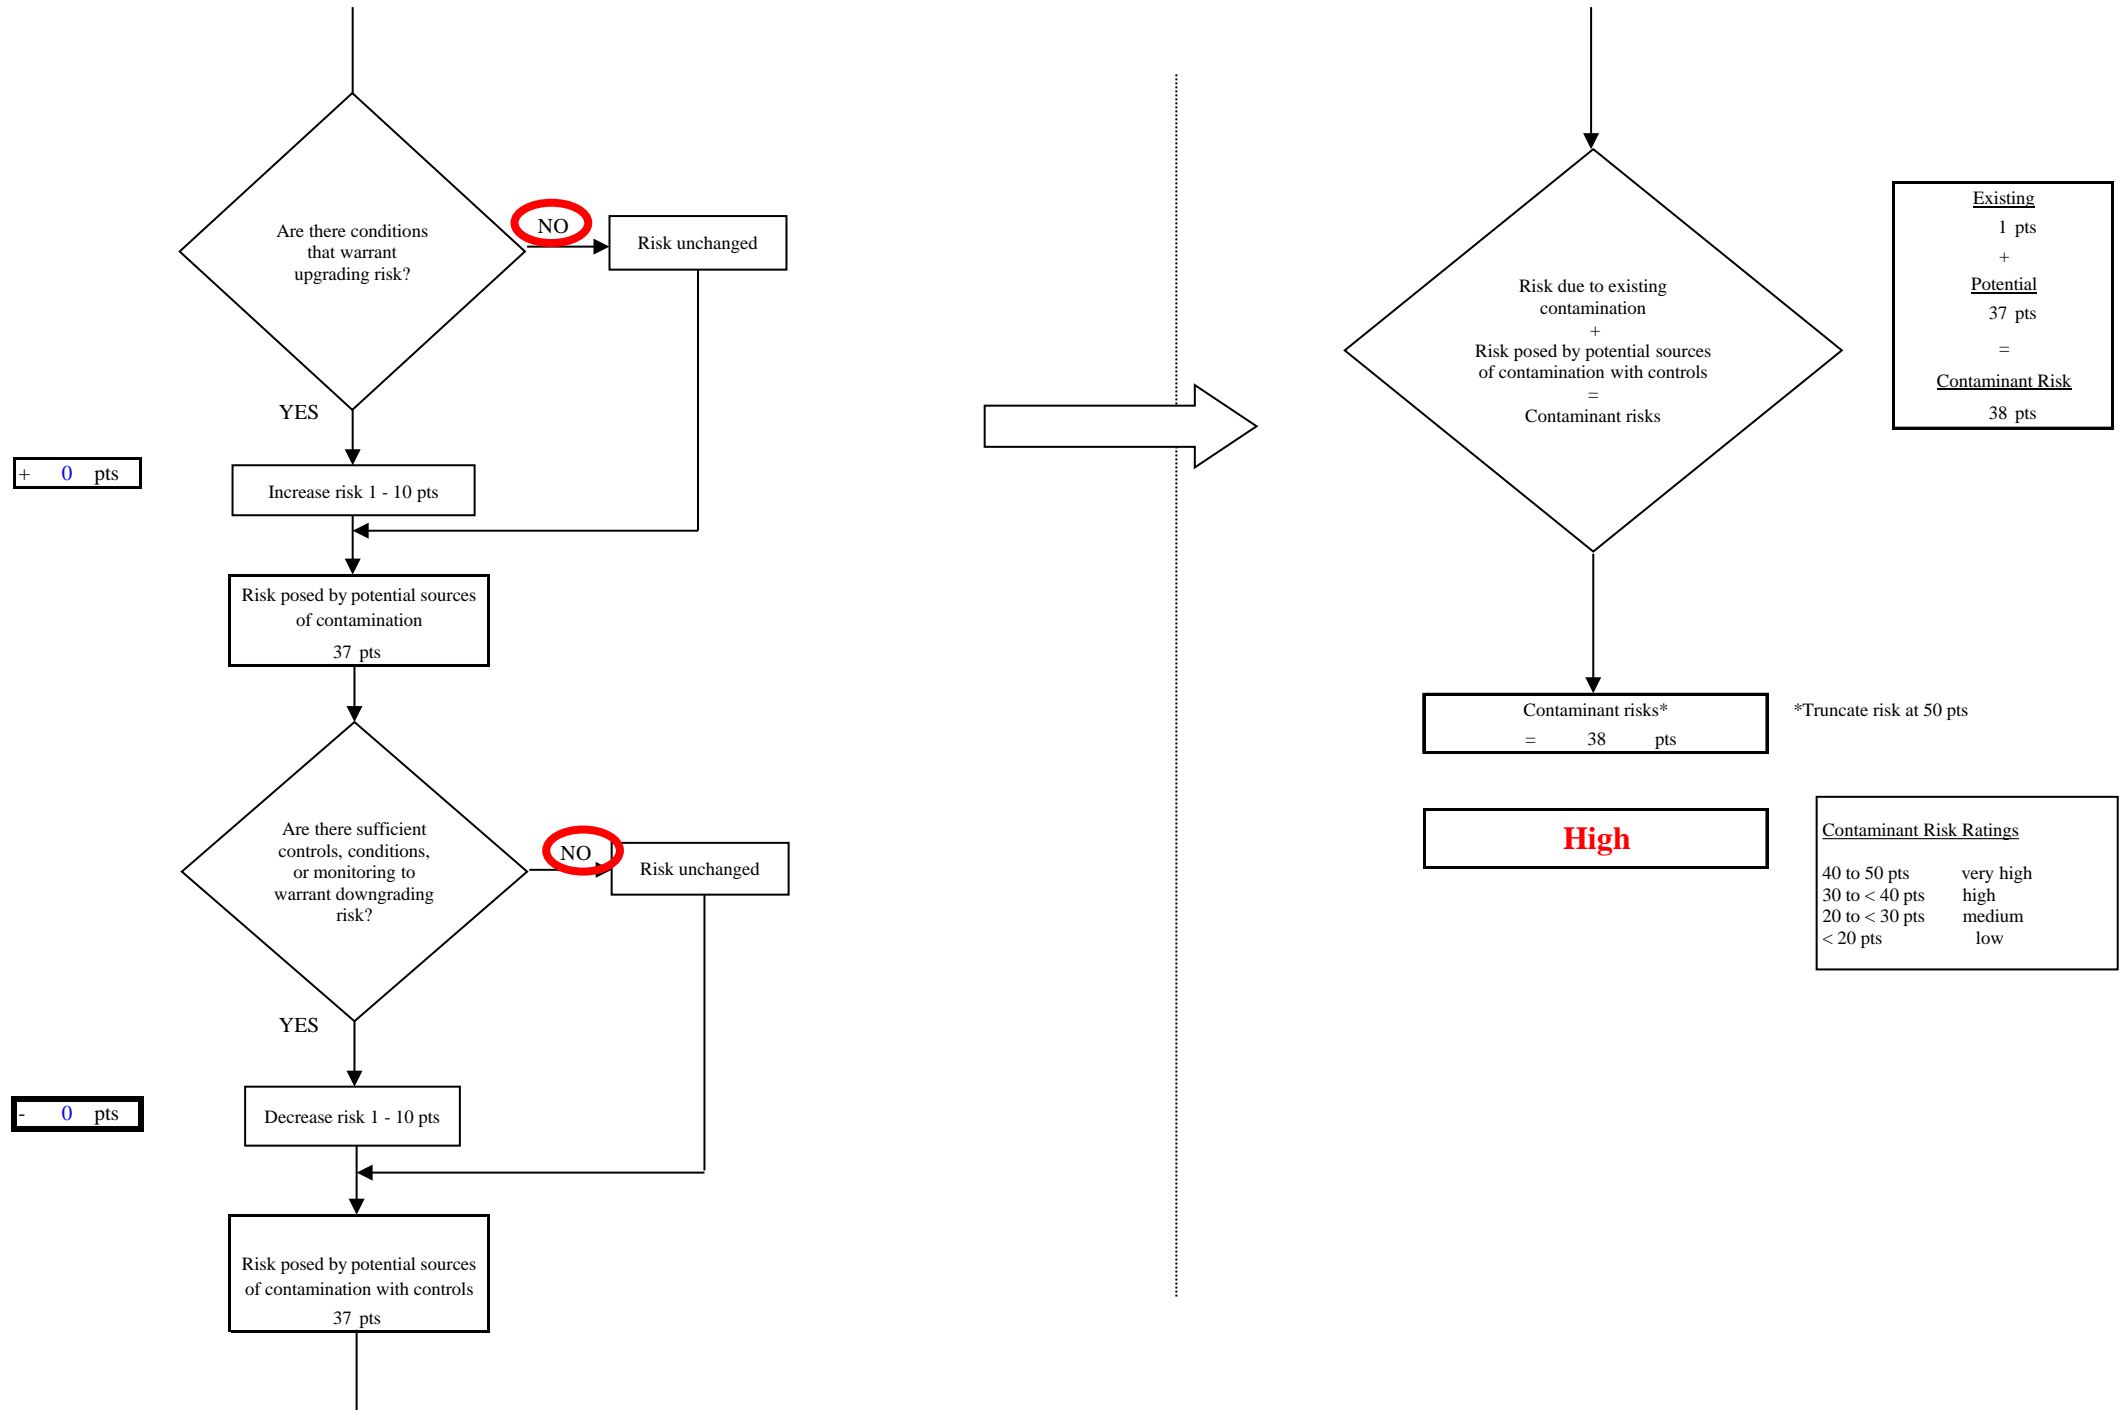 Are there conditions
that warrant
upgrading risk?
NO
Risk unchanged
YES
+ 0 pts
Increase risk 1 - 10 pts
Risk posed by potential sources
of contamination
37 pts
Are there sufficient
controls, conditions,
or monitoring to
warrant downgrading
risk?
NO
Risk unchanged
YES
- 0 pts
Decrease risk 1 - 10 pts
Risk posed by potential sources
of contamination with controls
37 pts
Risk due to existing
contamination
+
Risk posed by potential sources
of contamination with controls
=
Contaminant risks
Existing
1 pts
+
Potential
37 pts
=
Contaminant Risk
38 pts
Contaminant risks*
= 38 pts
*Truncate risk at 50 pts
High
Contaminant Risk Ratings
40 to 50 pts very high
30 to < 40 pts high
20 to < 30 pts medium
< 20 pts low